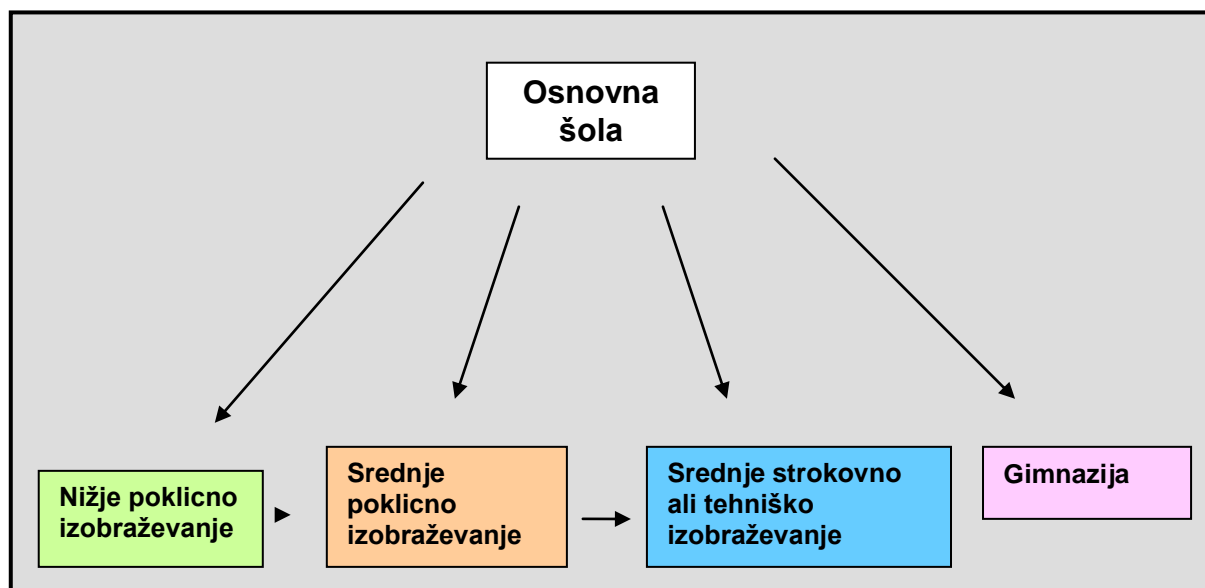 Osnovna
šola
Nižje poklicno
izobraževanje
Srednje
poklicno
izobraževanje
Srednje strokovno
ali tehniško
izobraževanje
Gimnazija